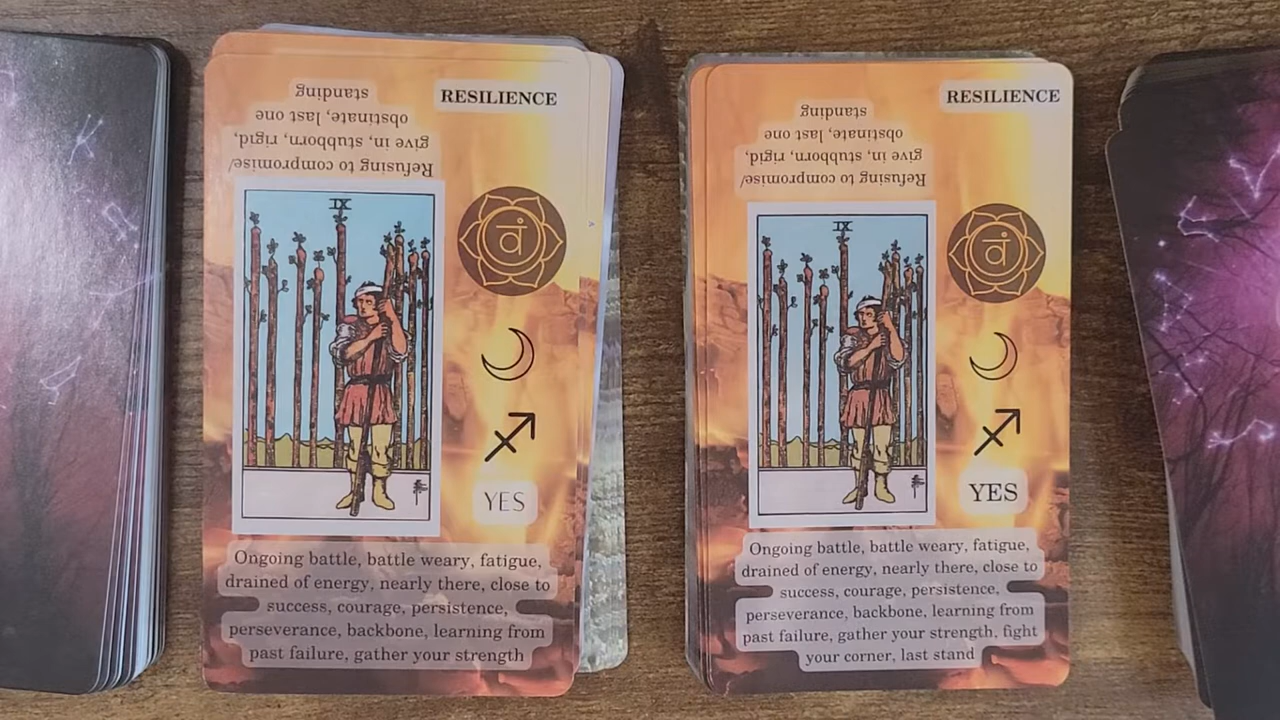 RESILIENCE
Refusing to compromise/
give in, stubborn, rigid,
obstinate, last one
standing
IX
वं
YES
Ongoing battle, battle weary, fatigue,
drained of energy, nearly there, close to
success, courage, persistence,
perseverance, backbone, learning from
past failure, gather your strength
RESILIENCE
Refusing to compromise/
give in, stubborn, rigid,
obstinate, last one
standing
IX
वं
YES
Ongoing battle, battle weary, fatigue,
drained of energy, nearly there, close to
success, courage, persistence,
perseverance, backbone, learning from
past failure, gather your strength, fight
your corner, last stand